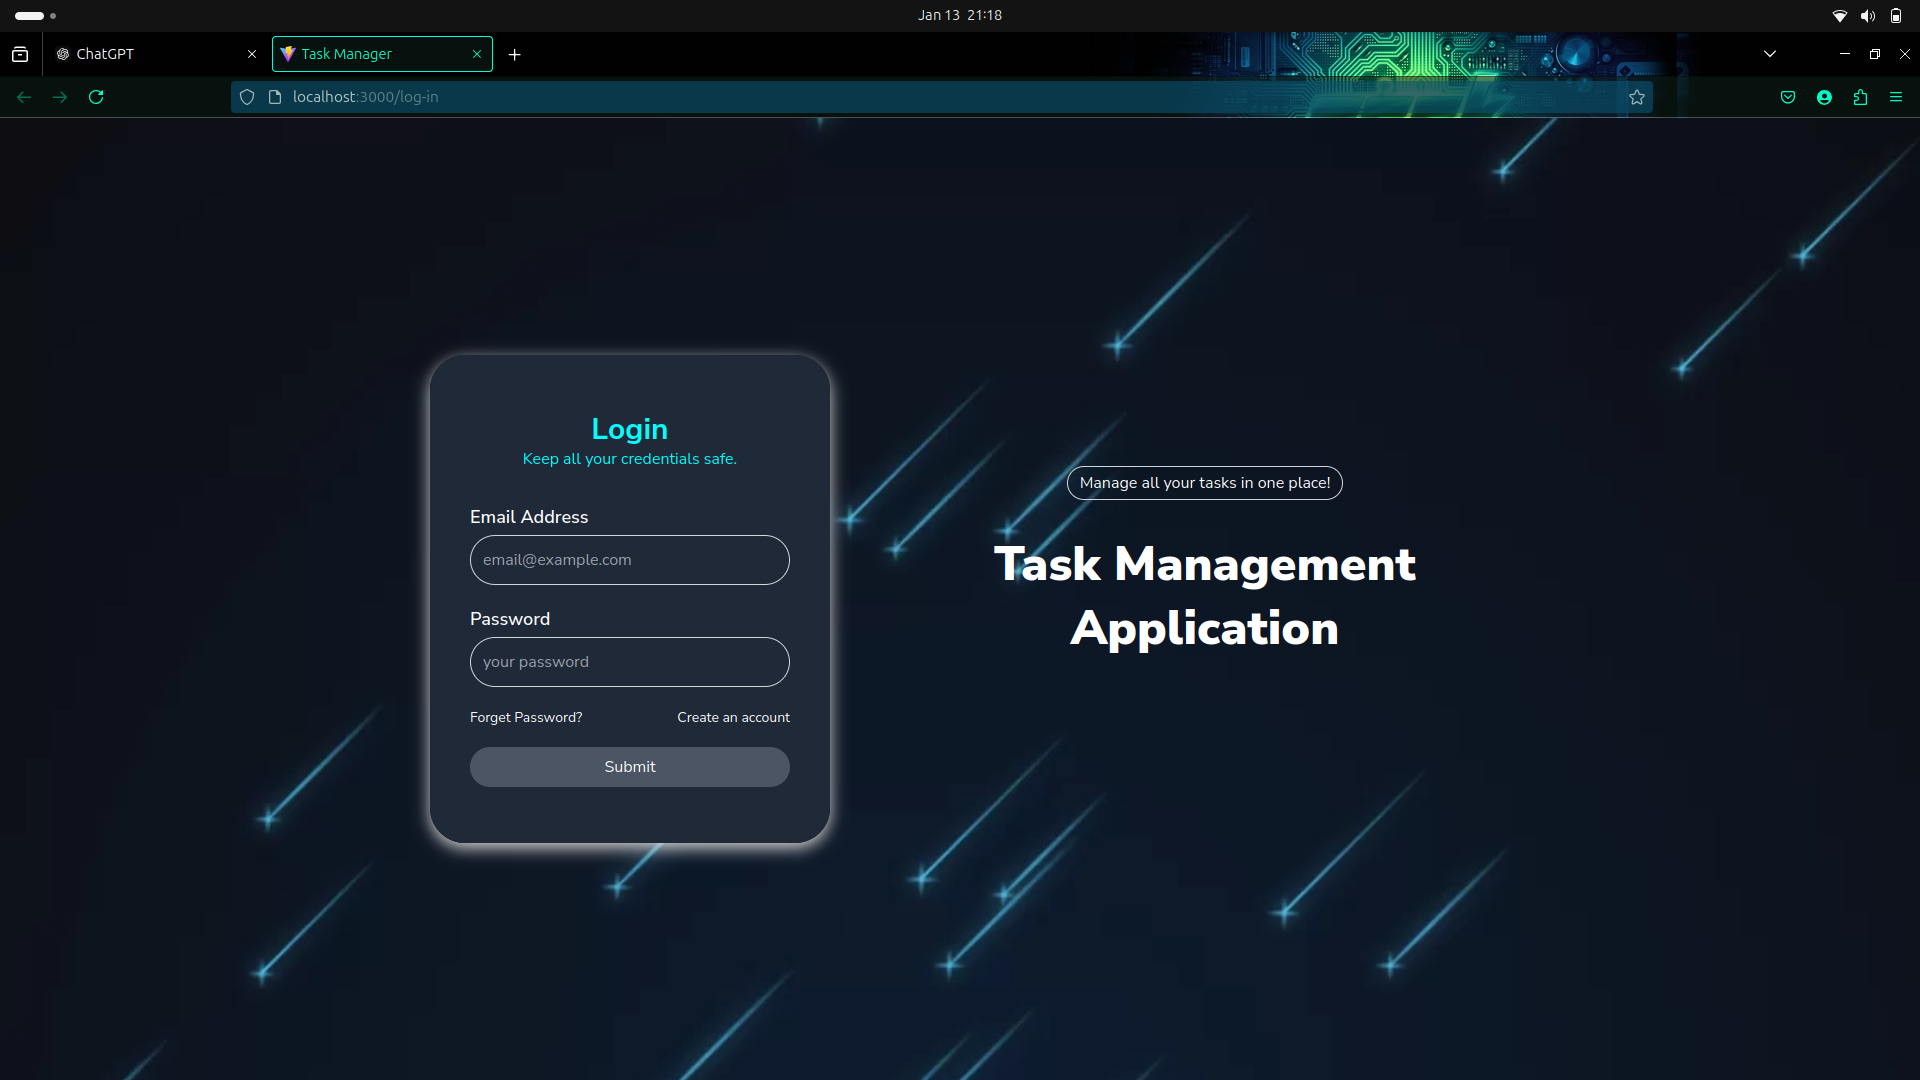 Jan 13 21:18
ChatGPT
Task Manager
localhost:3000/log-in
Login
Keep all your credentials safe.
Email Address
email@example.com
Password
your password
Forget Password?
Create an account
Submit
Manage all your tasks in one place!
Task Management
Application